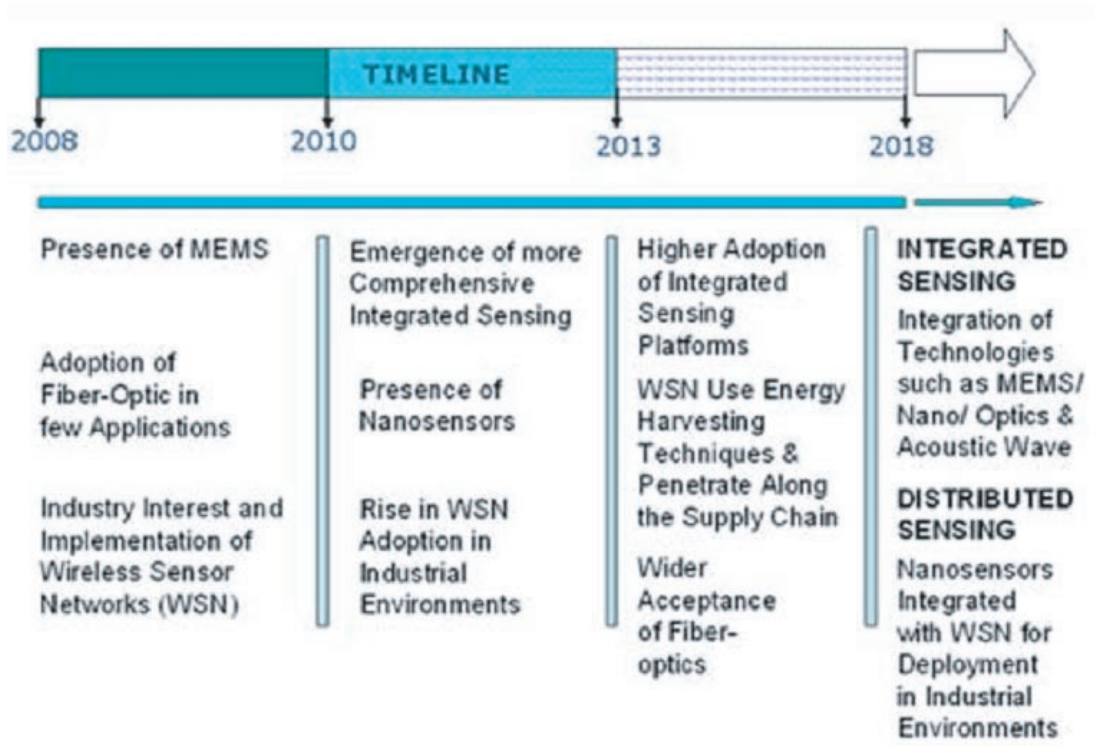 TIMELINE
2008
2010
2013
2018
Presence of MEMS
Adoption of
Fiber-Optic in
few Applications
Industry Interest and
Implementation of
Wireless Sensor
Networks (WSN)
Emergence of more
Comprehensive
Integrated Sensing
Presence of
Nanosensors
Rise in WSN
Adoption in
Industrial
Environments
Higher Adoption
of Integrated
Sensing
Platforms
WSN Use Energy
Harvesting
Techniques &
Penetrate Along
the Supply Chain
Wider
Acceptance
of Fiber-
optics
INTEGRATED
SENSING
Integration of
Technologies
such as MEMS/
Nano/ Optics &
Acoustic Wave
DISTRIBUTED
SENSING
Nanosensors
Integrated
with WSN for
Deployment
in Industrial
Environments